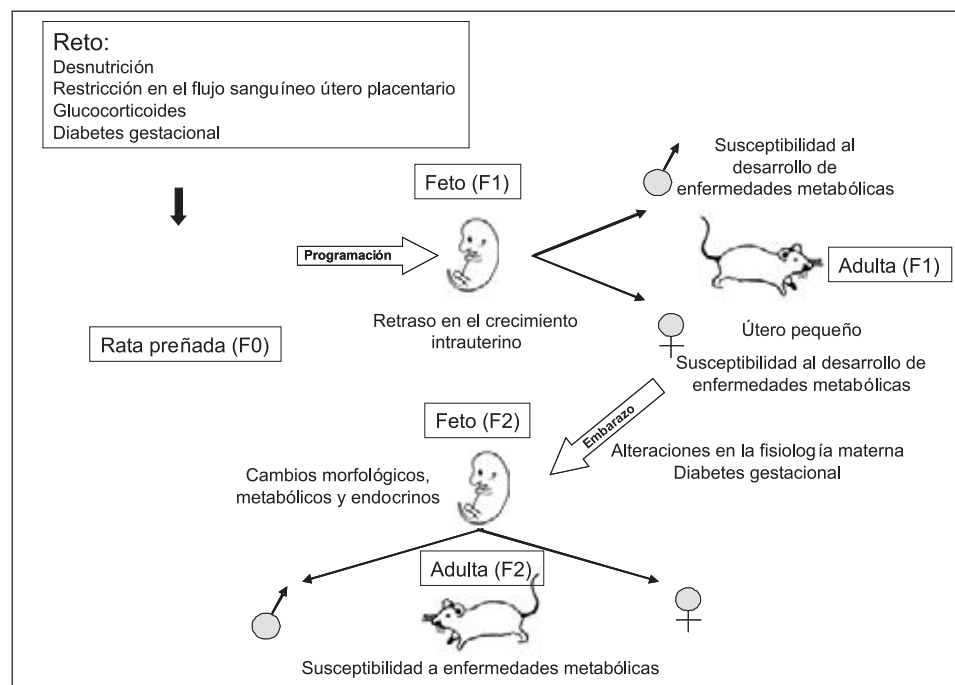 Reto:
Desnutrición
Restricción en el flujo sanguíneo útero placentario
Glucocorticoides
Diabetes gestacional
Feto (F1)
Susceptibilidad al
desarrollo de
enfermedades metabólicas
Programación
Adulta (F1)
Retraso en el crecimiento
intrauterino
Rata preñada (F0)
Útero pequeño
Susceptibilidad al desarrollo de
enfermedades metabólicas
Embarazo
Feto (F2)
Alteraciones en la fisiología materna
Diabetes gestacional
Cambios morfológicos,
metabólicos y endocrinos
Adulta (F2)
Susceptibilidad a enfermedades metabólicas